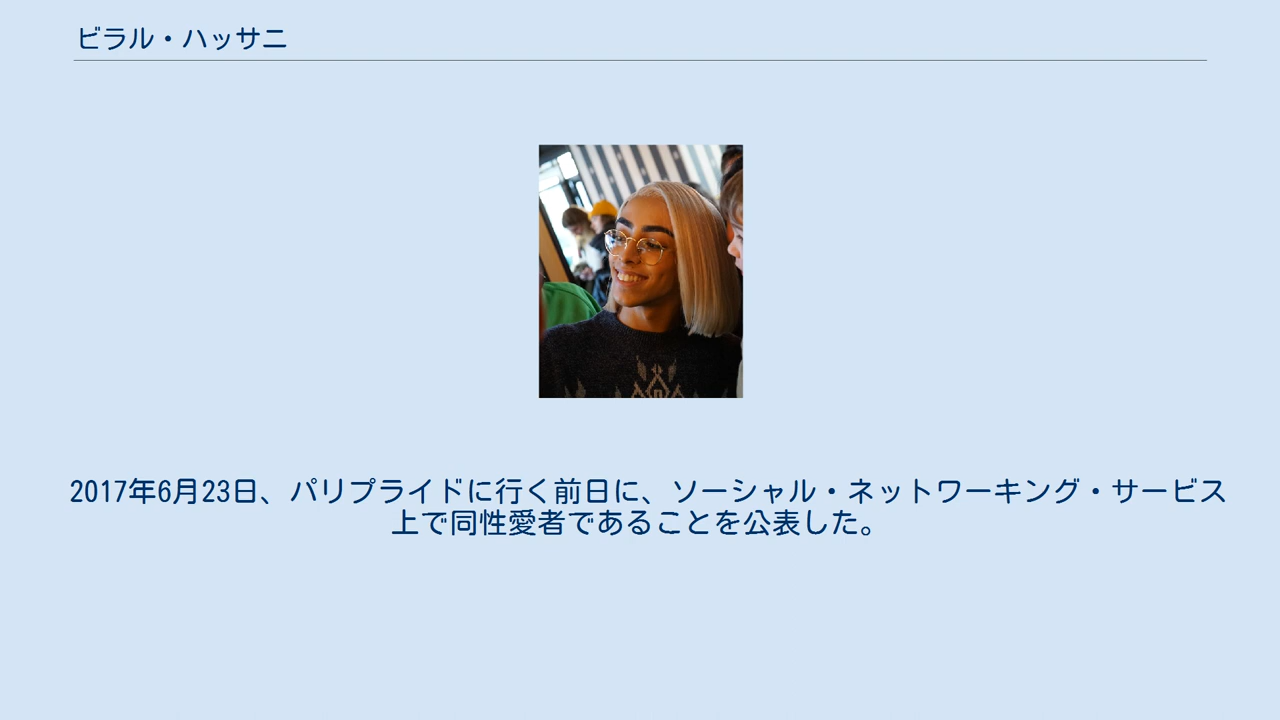 ビラル・ハッサニ
2017年6月23日、パリプライドに行く前日に、ソーシャル・ネットワーキング・サービス
上で同性愛者であることを公表した。